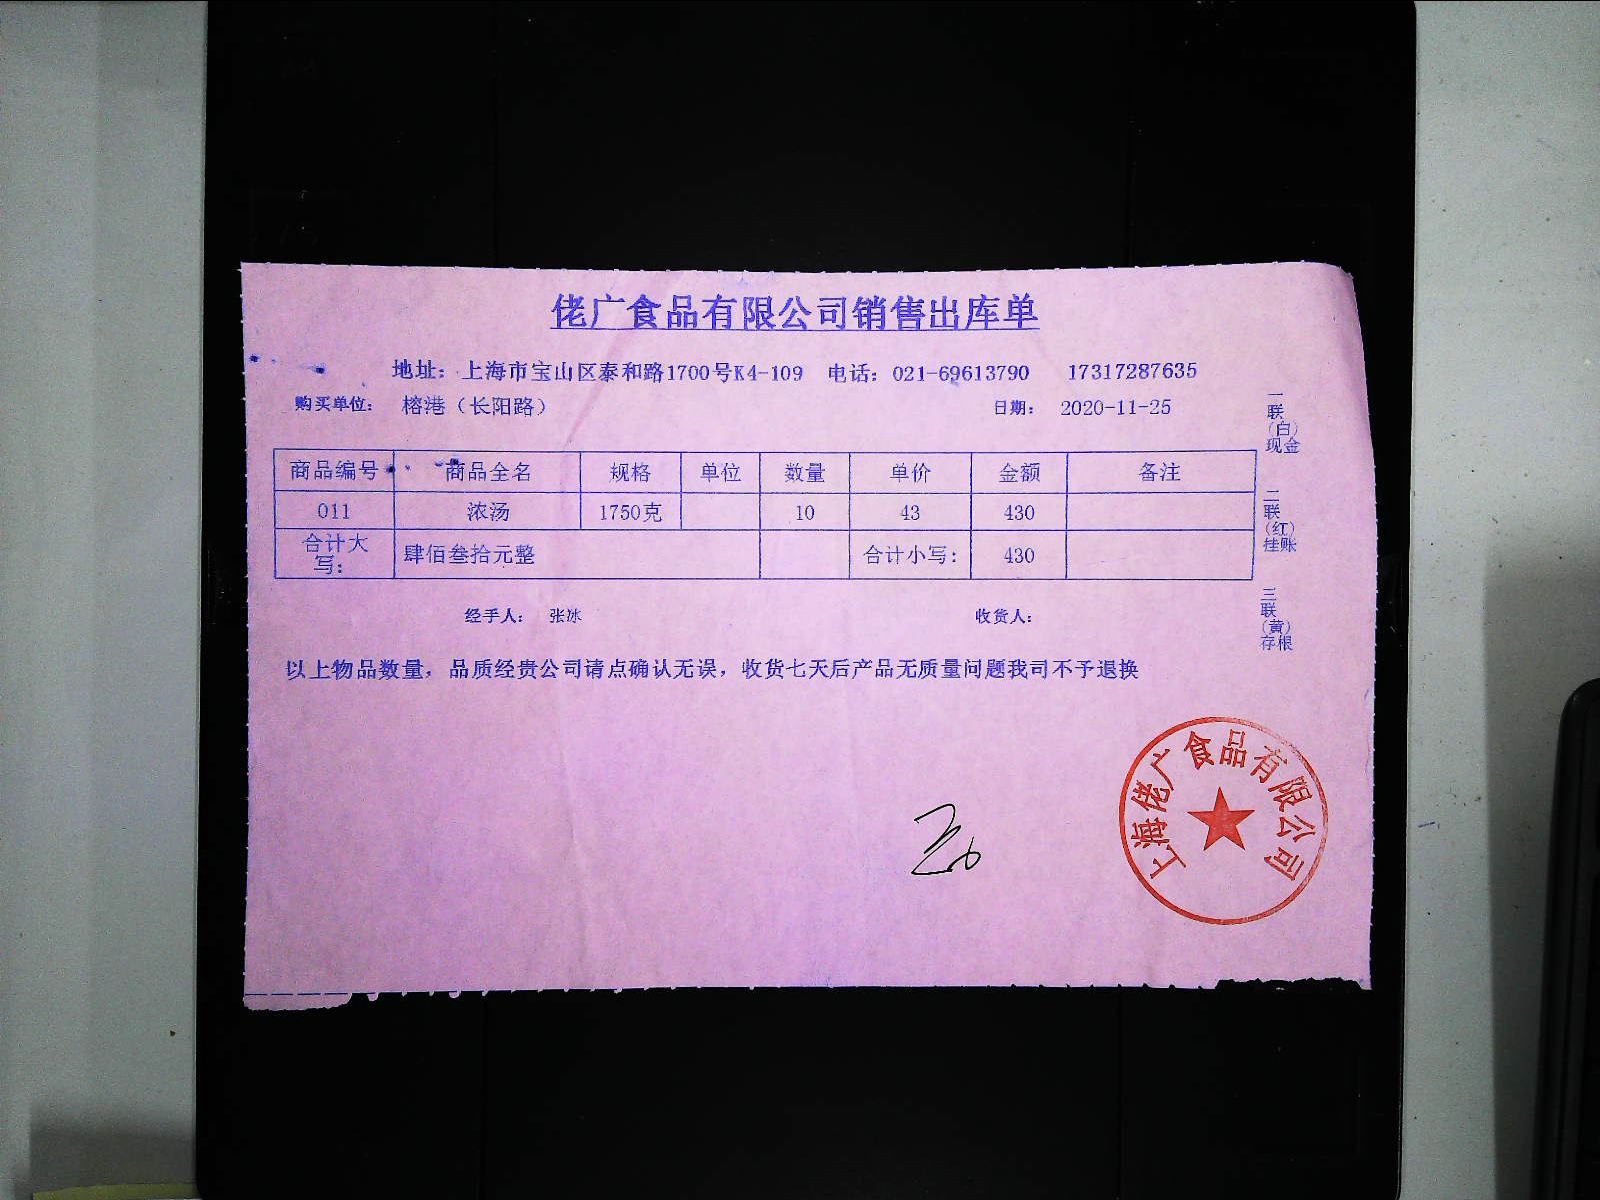 佬广食品有限公司销售出库单
地址：上海市宝山区泰和路1700号K4-109 电话：021-69613790 17317287635
购买单位： 榕港（长阳路） 日期： 2020-11-25
商品编号 商品全名 规格 单位 数量 单价 金额 备注
011 浓汤 1750克 10 43 430
合计大写： 肆佰叁拾元整 合计小写： 430
经手人： 张冰 收货人：
以上物品数量，品质经贵公司请点确认无误，收货七天后产品无质量问题我司不予退换
一联（白）现金
二联（红）挂账
三联（黄）存根
上海佬广食品有限公司